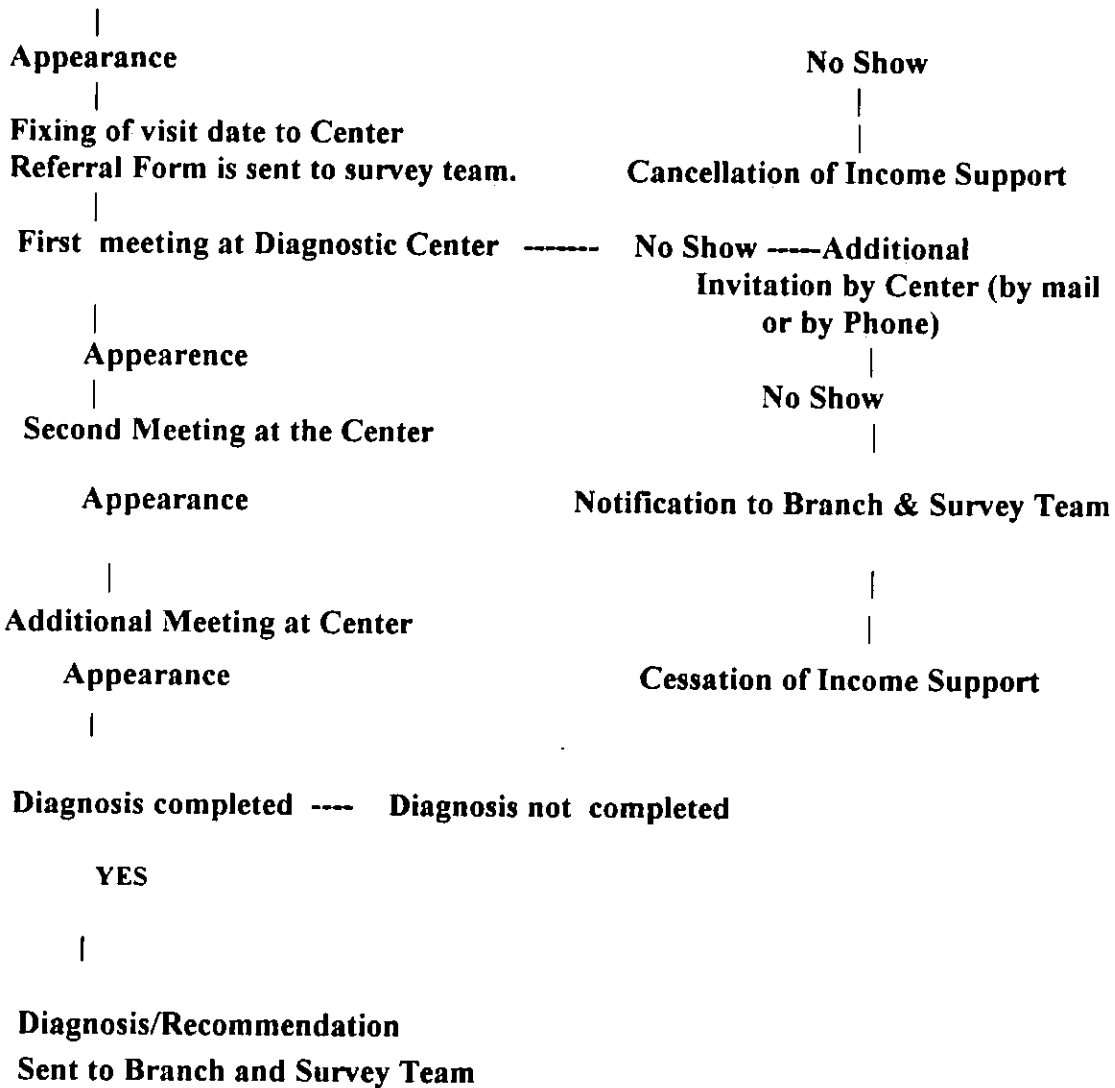 Appearance
No Show
Fixing of visit date to Center
Referral Form is sent to survey team.
Cancellation of Income Support
First meeting at Diagnostic Center ------- No Show -----Additional
Invitation by Center (by mail
or by Phone)
Appearence
No Show
Second Meeting at the Center
Appearance
Notification to Branch & Survey Team
Additional Meeting at Center
Appearance
Cessation of Income Support
Diagnosis completed ---- Diagnosis not completed
YES
Diagnosis/Recommendation
Sent to Branch and Survey Team